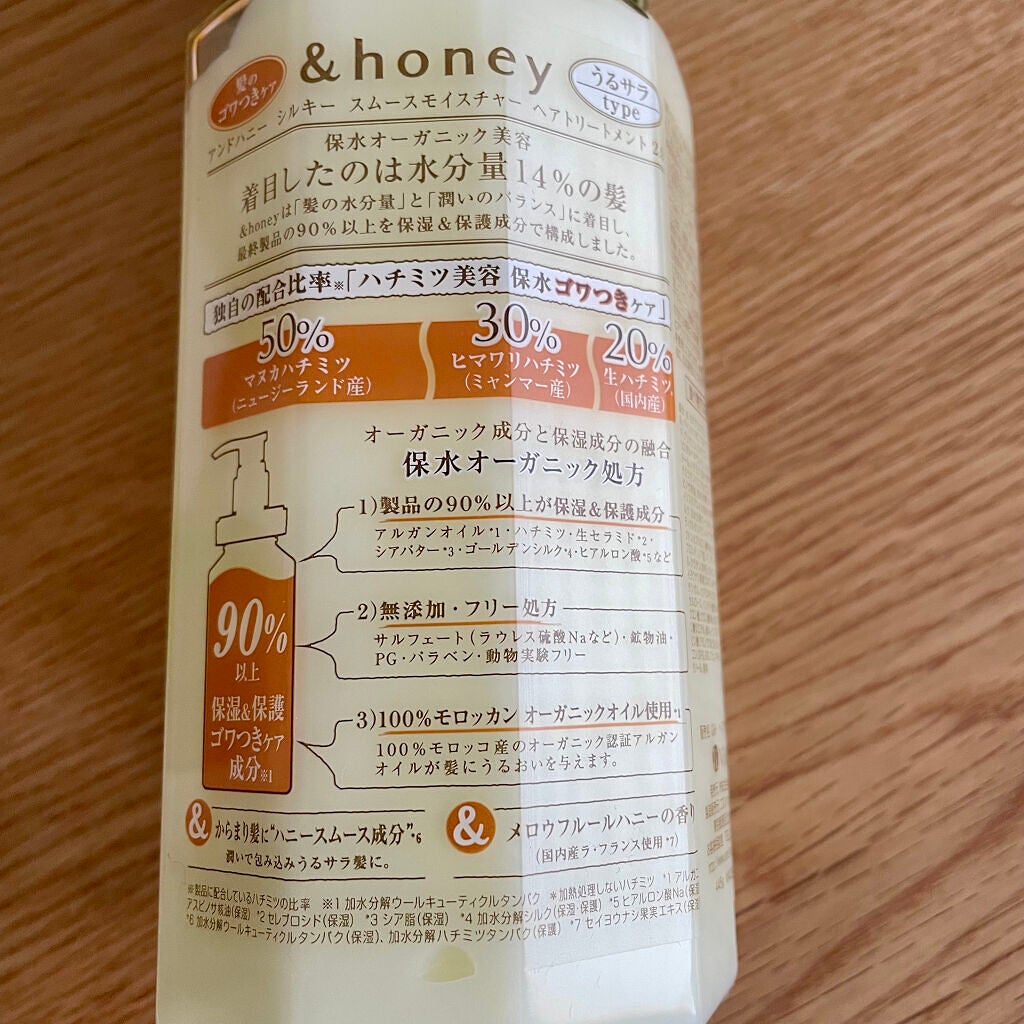 &honey
髪の
ゴワつきケア
うるサラ
type
アンドハニー シルキー スムースモイスチャー ヘアトリートメント 2.
保水オーガニック美容
着目したのは水分量14%の髪
&honeyは「髪の水分量」と「潤いのバランス」に着目し、
最終製品の90%以上を保湿&保護成分で構成しました。
独自の配合比率※「ハチミツ美容 保水ゴワつきケア」
50%
マヌカハチミツ
(ニュージーランド産)
30%
ヒマワリハチミツ
(ミャンマー産)
20%
生ハチミツ*
(国内産)
オーガニック成分と保湿成分の融合
保水オーガニック処方
1)製品の90%以上が保湿&保護成分
アルガンオイル*1・ハチミツ・生セラミド*2・
シアバター*3・ゴールデンシルク*4・ヒアルロン酸*5など
2)無添加・フリー処方
サルフェート(ラウレス硫酸Naなど)・鉱物油・
PG・パラベン・動物実験フリー
3)100%モロッカン オーガニックオイル使用*1
100%モロッコ産のオーガニック認証アルガン
オイルが髪にうるおいを与えます。
90%
以上
保湿&保護
ゴワつきケア
成分※1
& からまり髪に"ハニースムース成分"*6
潤いで包み込みうるサラ髪に。
& メロウフルールハニーの香り
(国内産ラ・フランス使用*7)
※製品に配合しているハチミツの比率 ※1 加水分解ウールキューティクルタンパク *加熱処理しないハチミツ *1 アルガニ
アスピノサ核油(保湿) *2 セレブロシド(保湿) *3 シア脂(保湿) *4 加水分解シルク(保湿・保護) *5 ヒアルロン酸Na(保湿
*6 加水分解ウールキューティクルタンパク(保湿)、加水分解ハチミツタンパク(保護) *7 セイヨウナシ果実エキス(保湿